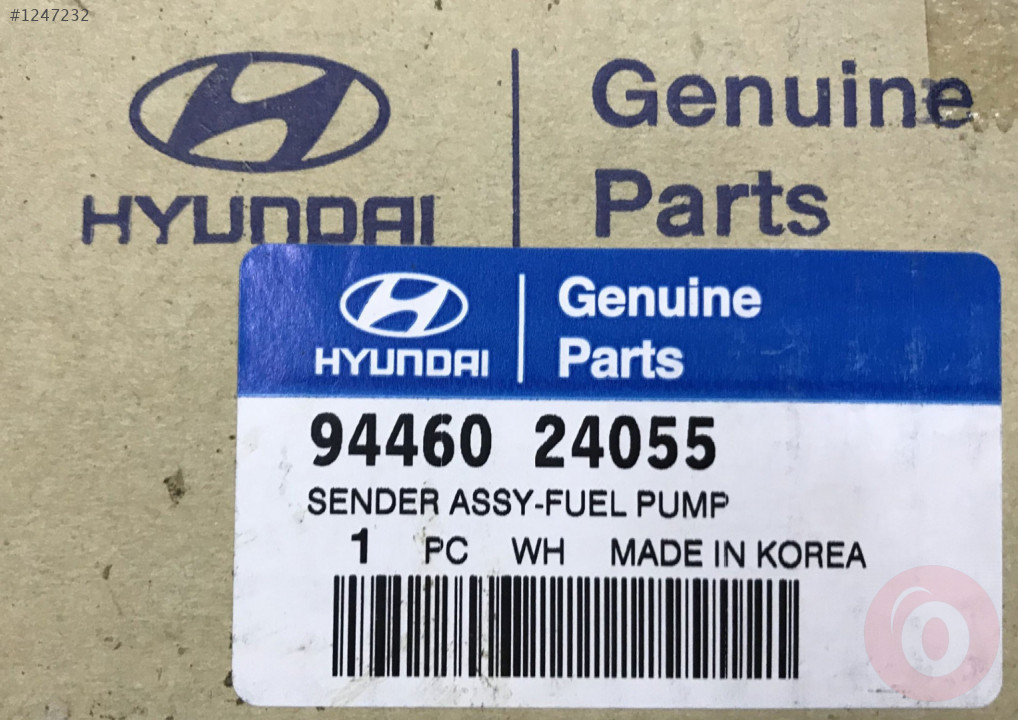 #1247232
Genuine
Parts
HYUNDAI
Genuine
Parts
HYUNDAI
94460 24055
SENDER ASSY-FUEL PUMP
1 PC WH MADE IN KOREA